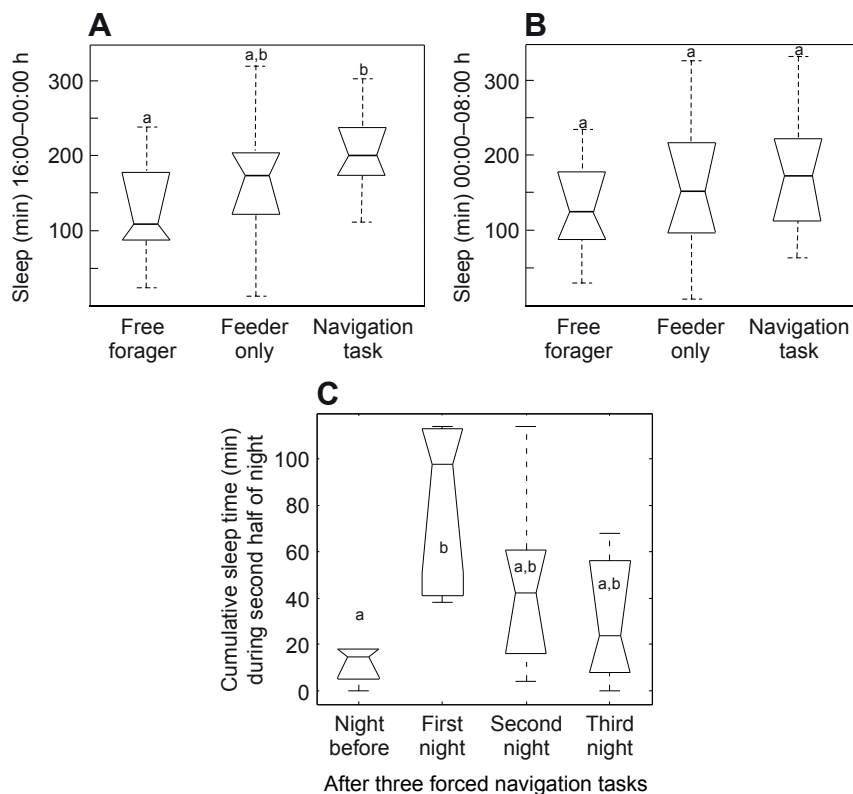 A
Sleep (min) 16:00–00:00 h
300
200
100
a
a,b
b
Free
forager
Feeder
only
Navigation
task
B
Sleep (min) 00:00–08:00 h
300
200
100
a
a
a
Free
forager
Feeder
only
Navigation
task
C
Cumulative sleep time (min)
during second half of night
100
80
60
40
20
0
a
b
a,b
a,b
Night
before
First
night
Second
night
Third
night
After three forced navigation tasks